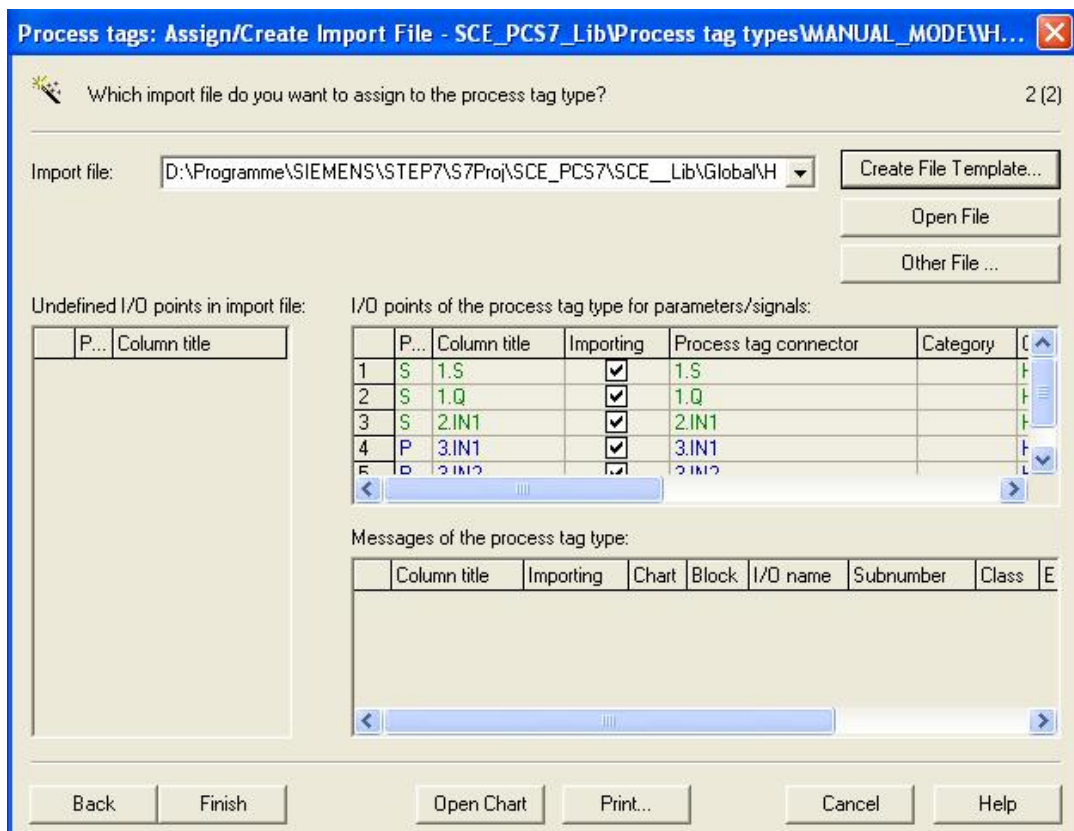 Process tags: Assign/Create Import File - SCE_PCS7_Lib\Process tag types\MANUAL_MODE\\H...
Which import file do you want to assign to the process tag type?
2 (2)
Import file:
D:\Programme\SIEMENS\STEP7\S7Proj\SCE_PCS7\SCE__Lib\Global\H
Create File Template...
Open File
Other File ...
Undefined I/O points in import file:
P... Column title
I/O points of the process tag type for parameters/signals:
P... Column title Importing Process tag connector Category
1 S 1.S 1.S
2 S 1.Q 1.Q
3 S 2.IN1 2.IN1
4 P 3.IN1 3.IN1
5 P 3.IN2 3.IN2
Messages of the process tag type:
Column title Importing Chart Block I/O name Subnumber Class E
Back Finish Open Chart Print... Cancel Help